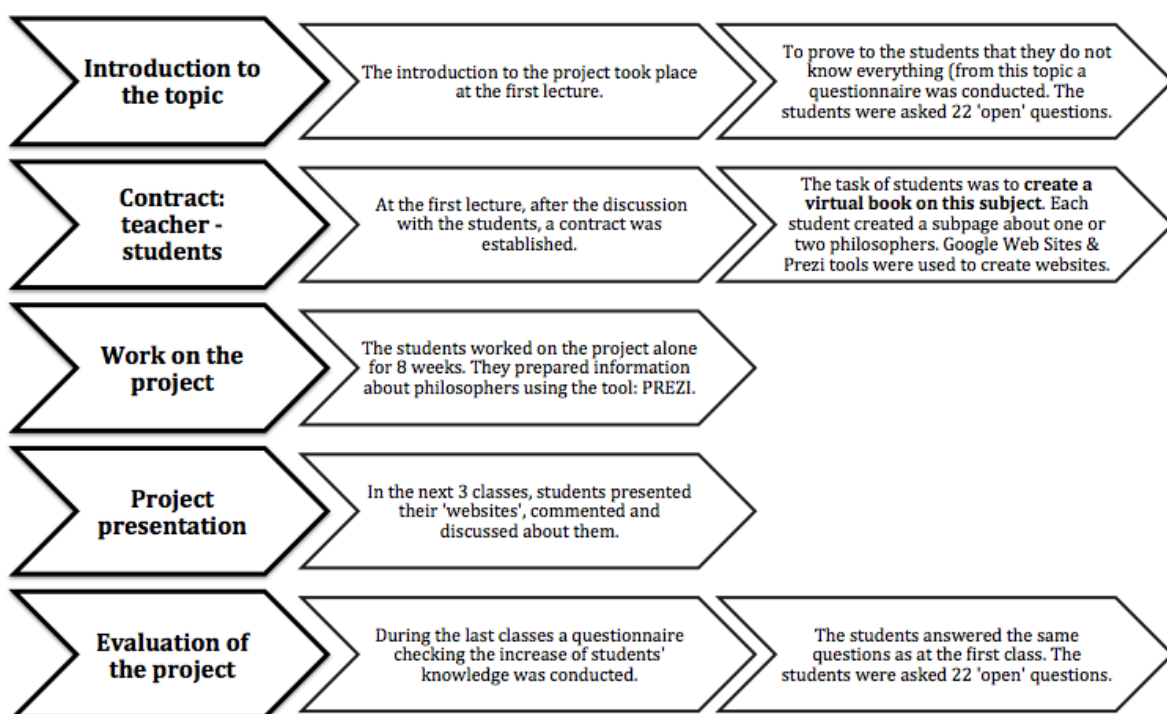 Introduction to
the topic
The introduction to the project took place
at the first lecture.
To prove to the students that they do not
know everything (from this topic a
questionnaire was conducted. The
students were asked 22 'open' questions.
Contract:
teacher -
students
At the first lecture, after the discussion
with the students, a contract was
established.
The task of students was to create a
virtual book on this subject. Each
student created a subpage about one or
two philosophers. Google Web Sites &
Prezi tools were used to create websites.
Work on the
project
The students worked on the project alone
for 8 weeks. They prepared information
about philosophers using the tool: PREZI.
Project
presentation
In the next 3 classes, students presented
their 'websites', commented and
discussed about them.
Evaluation of
the project
During the last classes a questionnaire
checking the increase of students'
knowledge was conducted.
The students answered the same
questions as at the first class. The
students were asked 22 'open' questions.